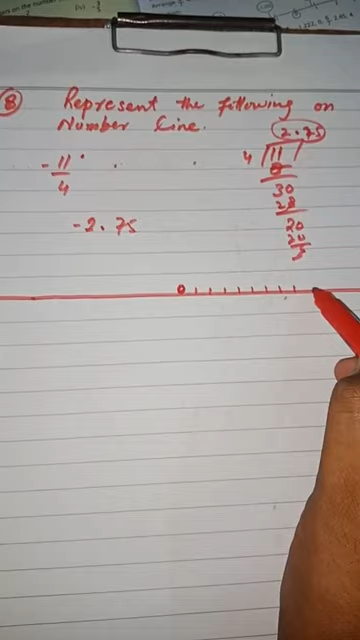 8 Represent the following on
Number Line.
2.75
-11 4 11
4 8
30
28
-2.75 20
20
0